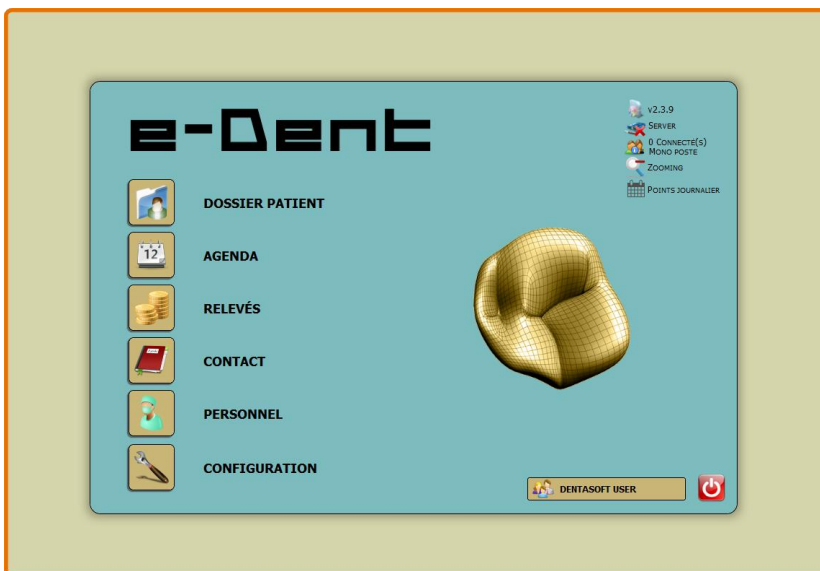 e-Dent
v2.3.9
SERVER
0 CONNECTÉ(S)
MONO POSTE
ZOOMING
POINTS JOURNALIER
DOSSIER PATIENT
12
AGENDA
RELEVÉS
CONTACT
PERSONNEL
CONFIGURATION
DENTASOFT USER